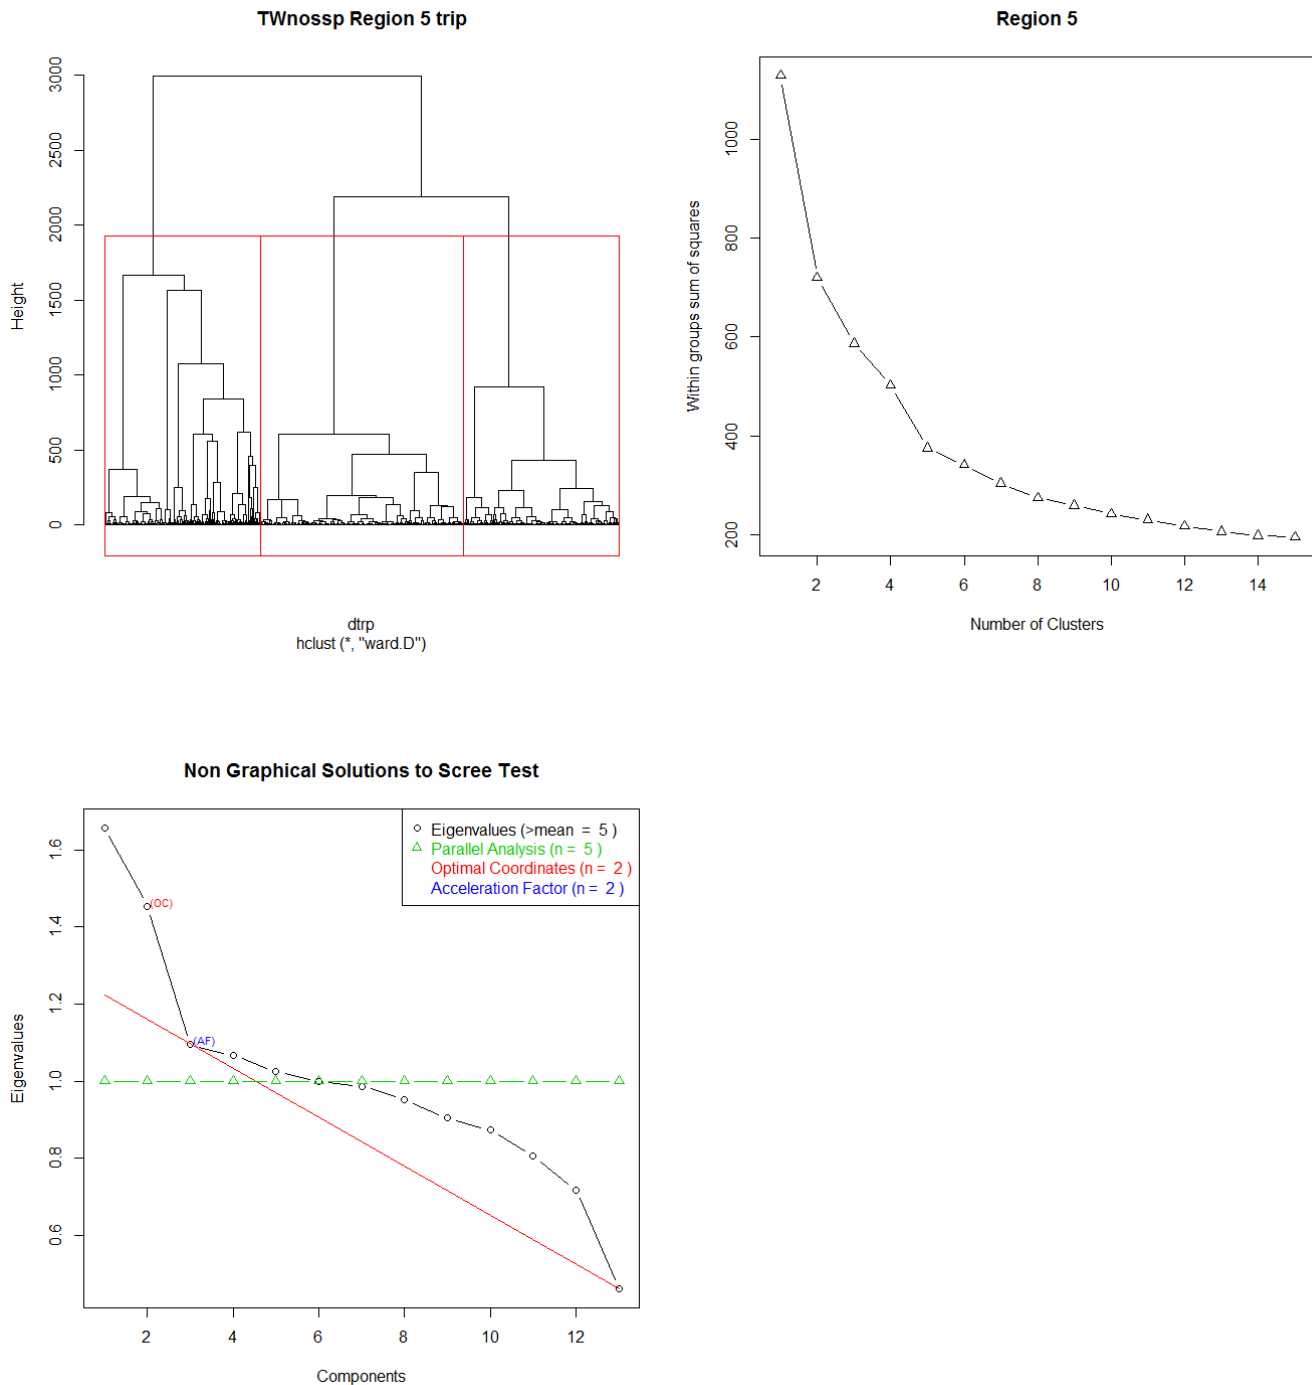 TWnossp Region 5 trip
Height
0
500
1000
1500
2000
2500
3000
dtrp
hclust (*, "ward.D")
Region 5
Within groups sum of squares
200
400
600
800
1000
2 4 6 8 10 12 14
Number of Clusters
Non Graphical Solutions to Scree Test
Eigenvalues
0.6
0.8
1.0
1.2
1.4
1.6
Eigenvalues (>mean = 5 )
Parallel Analysis (n = 5 )
Optimal Coordinates (n = 2 )
Acceleration Factor (n = 2 )
(OC)
(AF)
2 4 6 8 10 12
Components